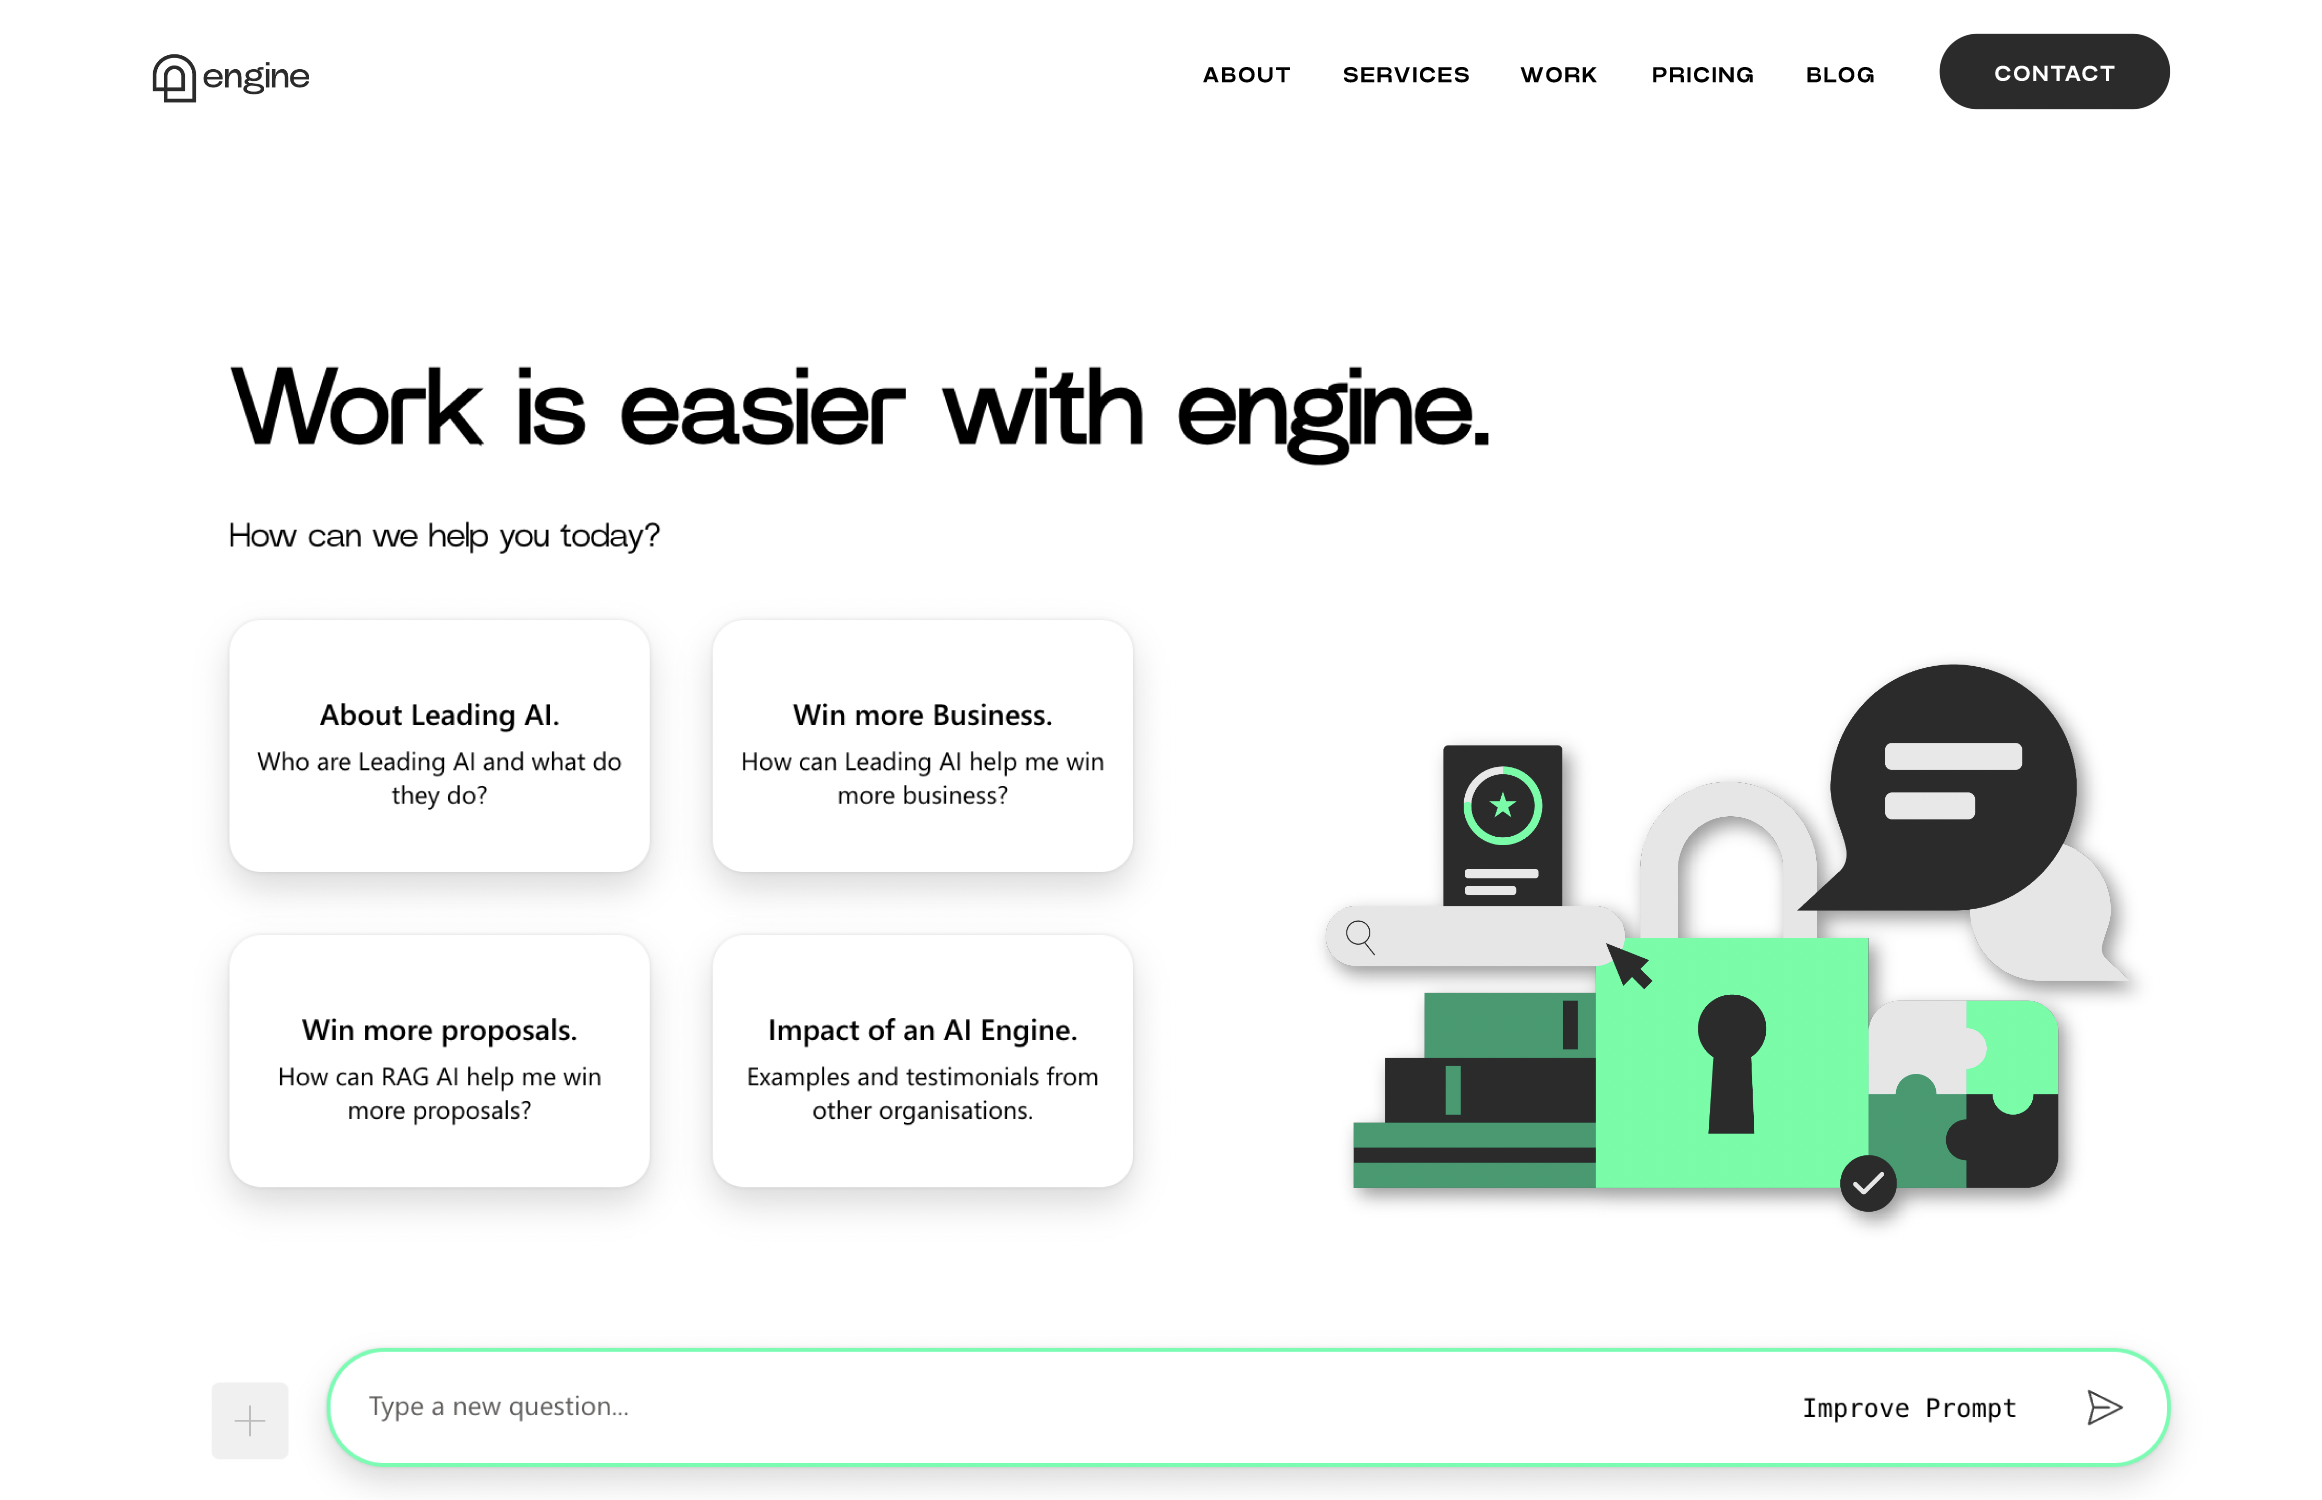 engine
ABOUT SERVICES WORK PRICING BLOG CONTACT
Work is easier with engine.
How can we help you today?
About Leading AI.
Who are Leading AI and what do
they do?
Win more Business.
How can Leading AI help me win
more business?
Win more proposals.
How can RAG AI help me win
more proposals?
Impact of an AI Engine.
Examples and testimonials from
other organisations.
Type a new question...
Improve Prompt